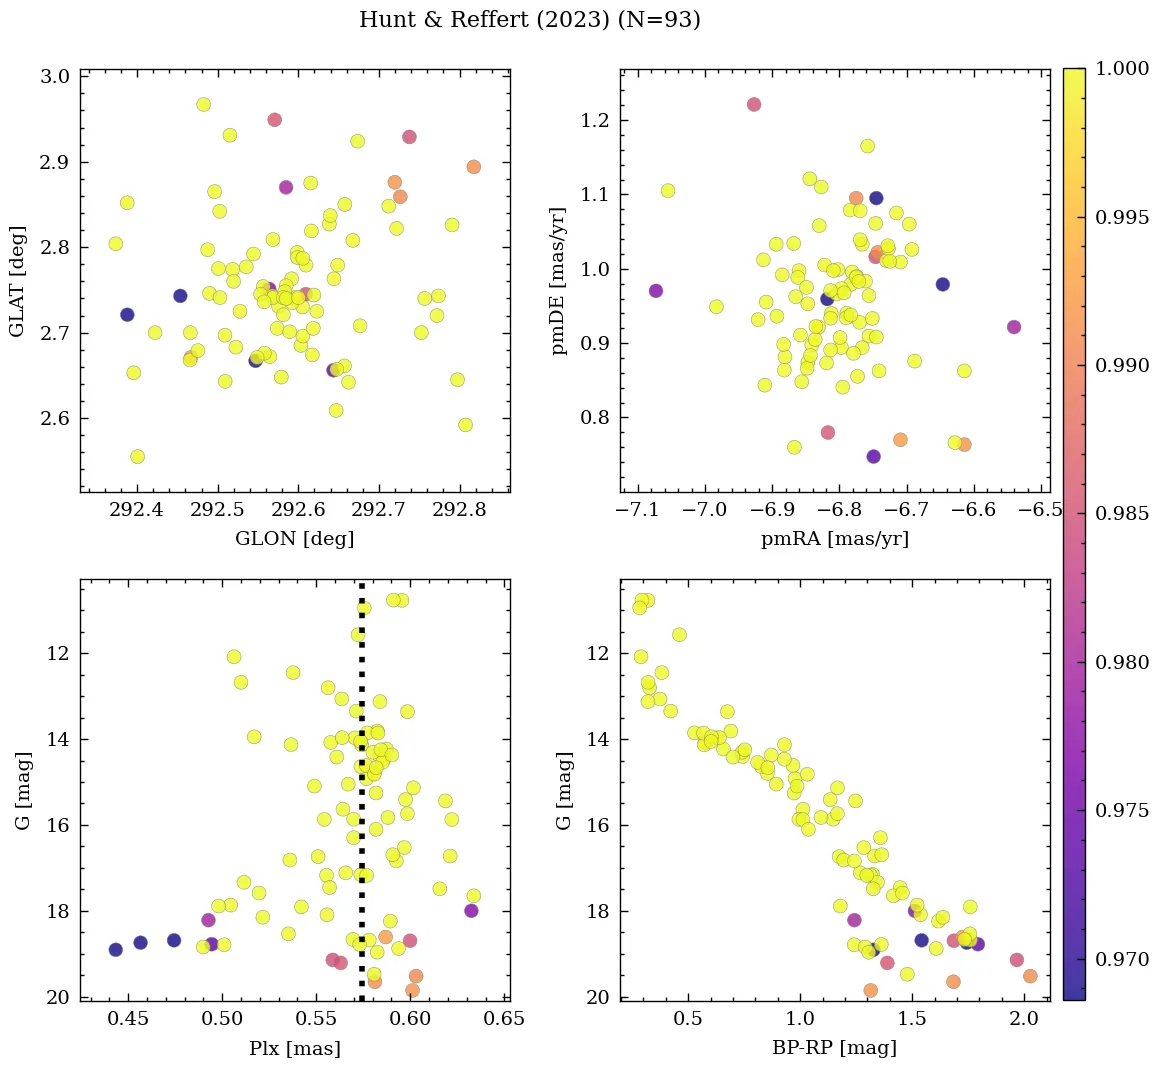 Hunt & Reffert (2023) (N=93)
3.0
2.9
2.8
2.7
2.6
GLAT [deg]
292.4 292.5 292.6 292.7 292.8
GLON [deg]
1.2
1.1
1.0
0.9
0.8
pmDE [mas/yr]
−7.1 −7.0 −6.9 −6.8 −6.7 −6.6 −6.5
pmRA [mas/yr]
1.000
0.995
0.990
0.985
0.980
0.975
0.970
12
14
16
18
20
G [mag]
0.45 0.50 0.55 0.60 0.65
Plx [mas]
12
14
16
18
20
G [mag]
0.5 1.0 1.5 2.0
BP-RP [mag]